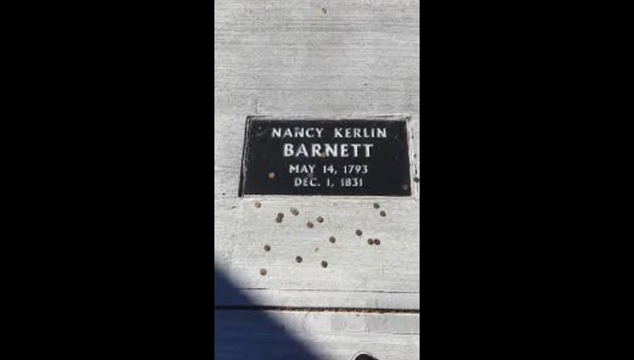 NANCY KERLIN
BARNETT
MAY 14, 1793
DEC. 1, 1831